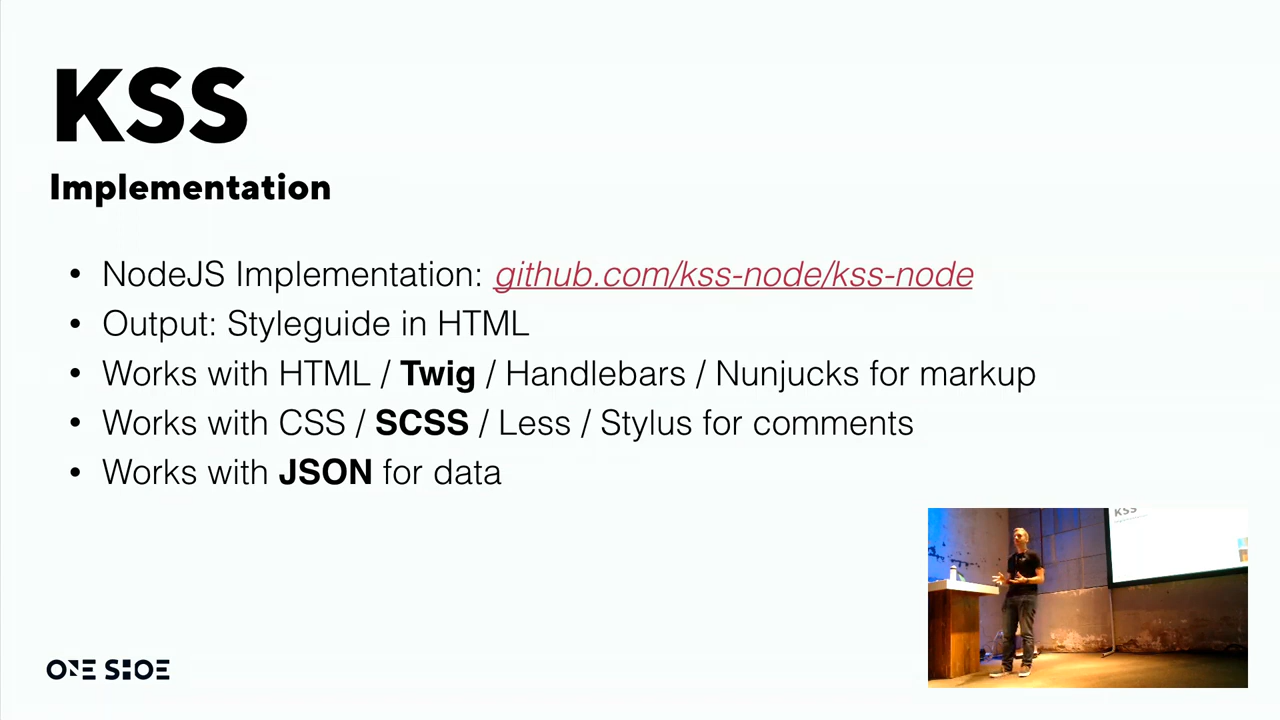 KSS
Implementation
• NodeJS Implementation: github.com/kss-node/kss-node
• Output: Styleguide in HTML
• Works with HTML / Twig / Handlebars / Nunjucks for markup
• Works with CSS / SCSS / Less / Stylus for comments
• Works with JSON for data
KSS
ONE SHOE